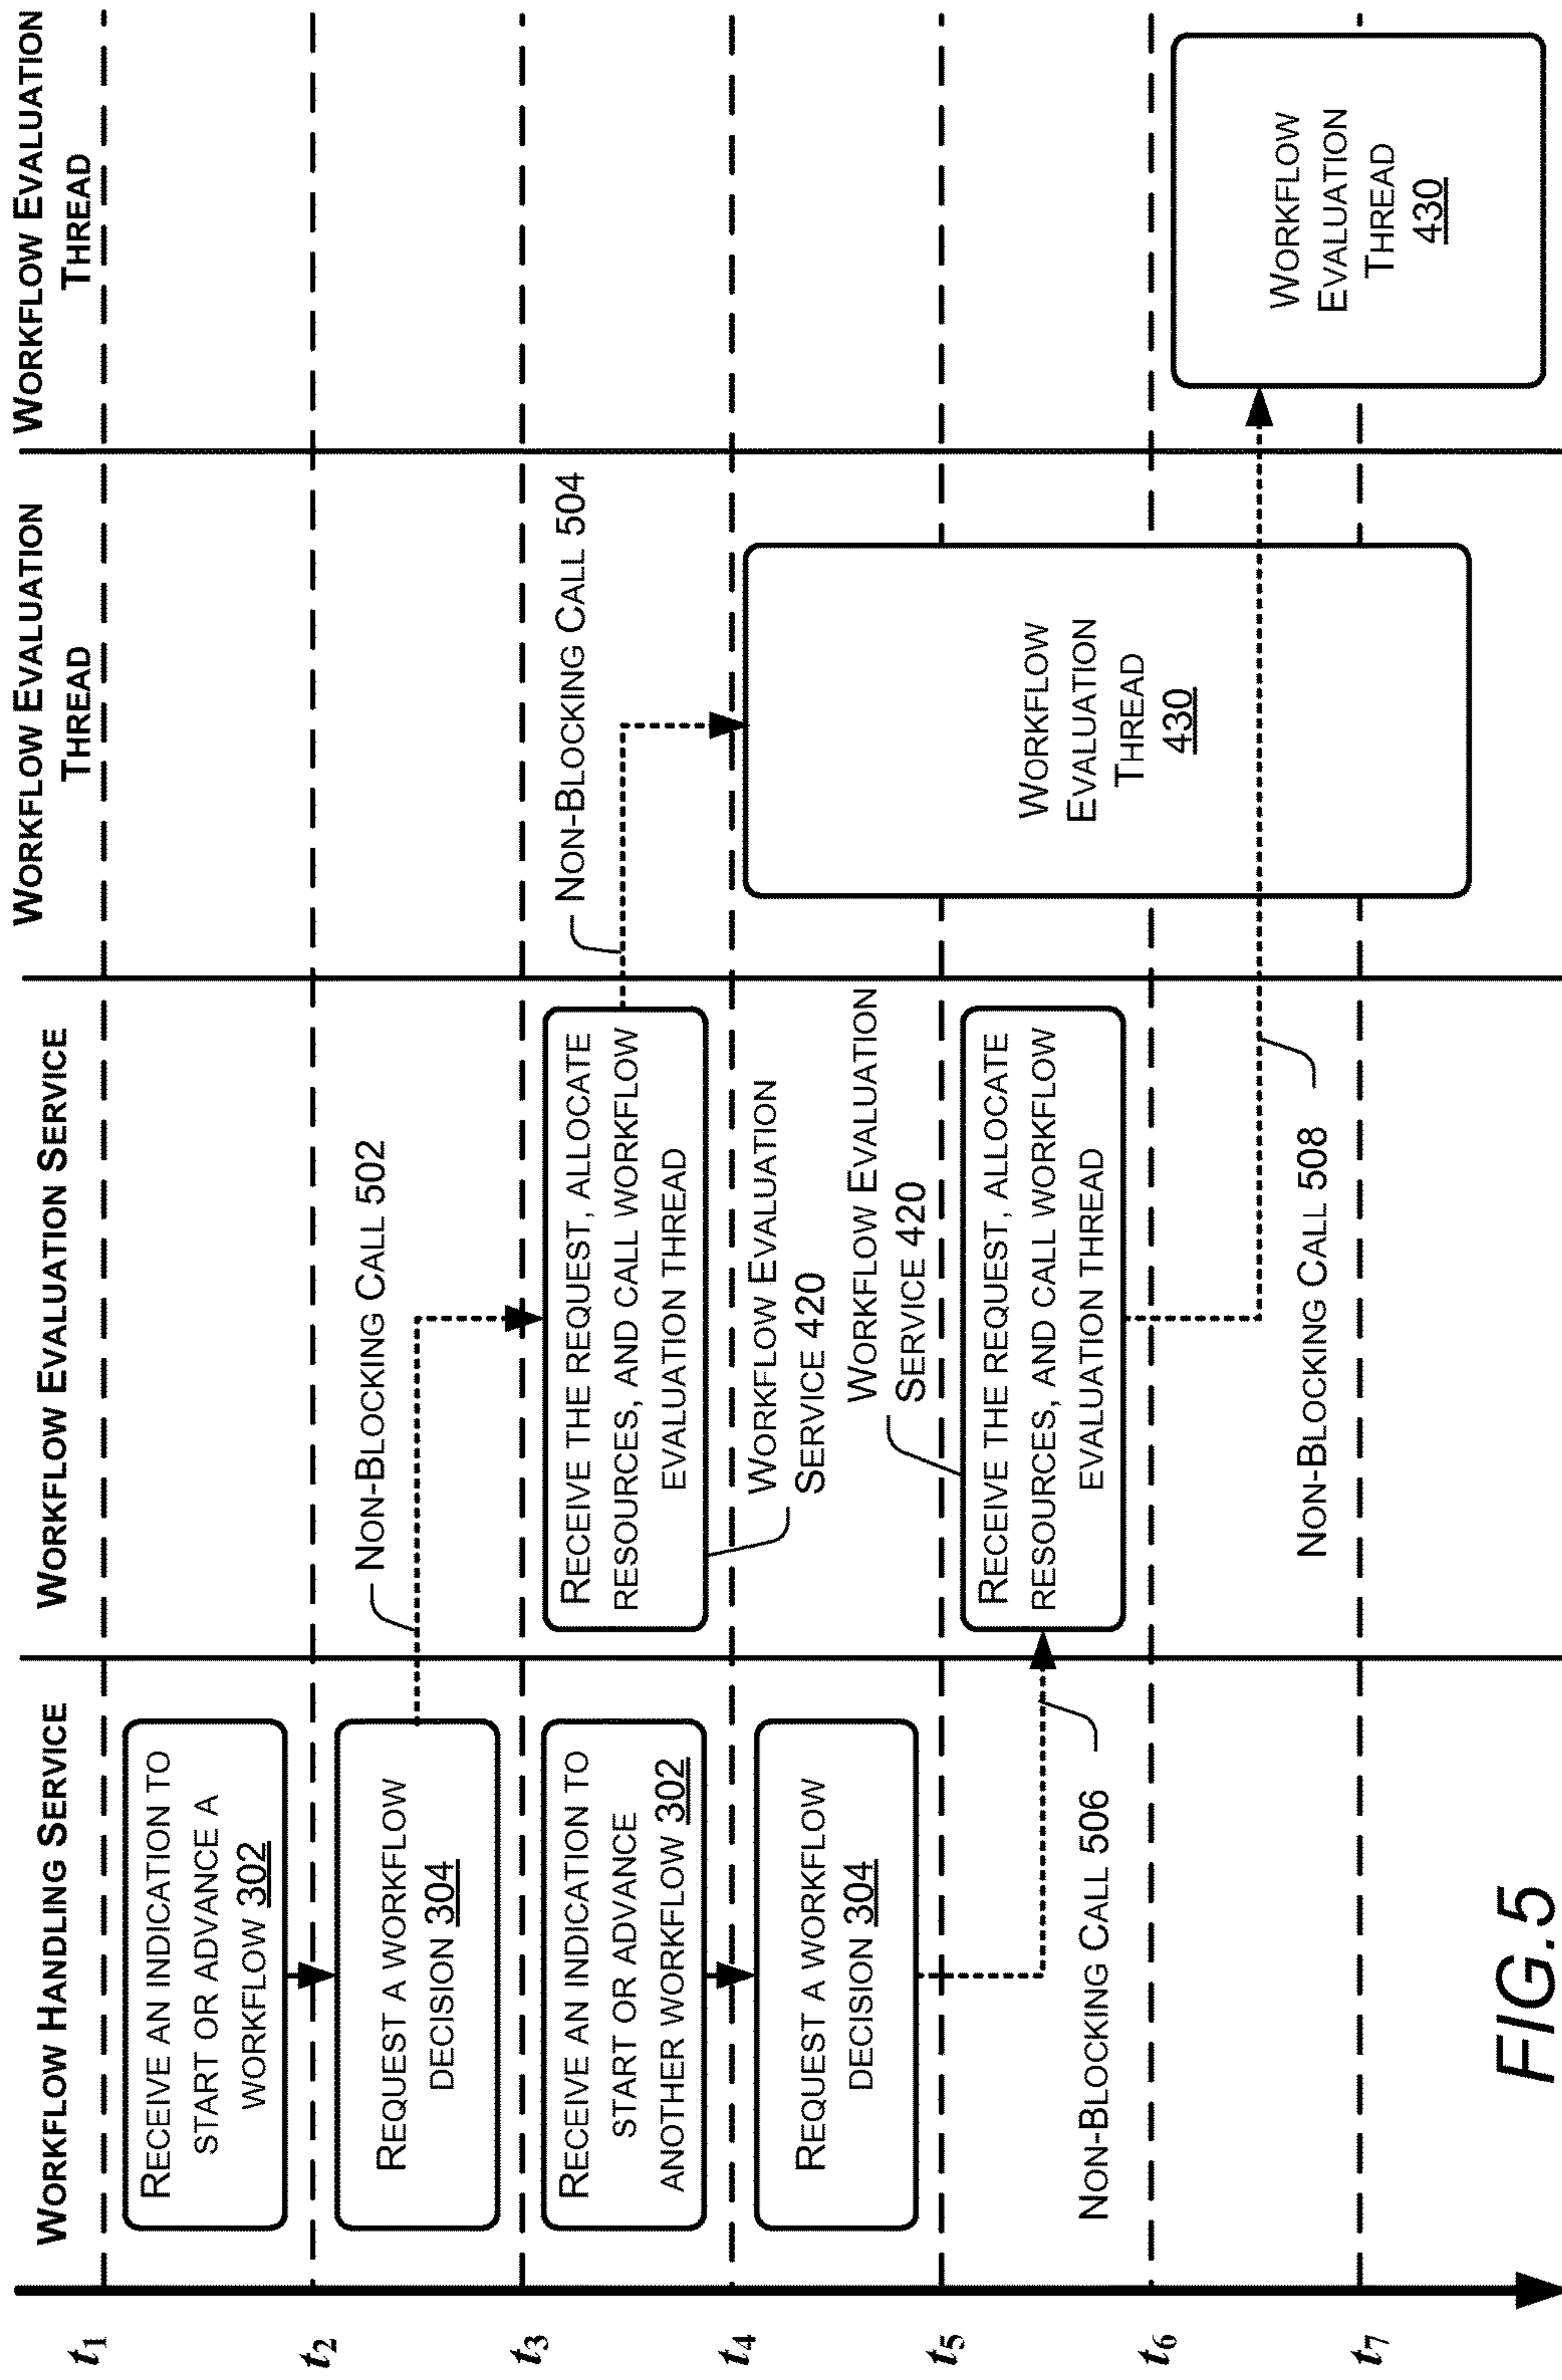 WORKFLOW HANDLING SERVICE
WORKFLOW EVALUATION SERVICE
WORKFLOW EVALUATION
THREAD
WORKFLOW EVALUATION
THREAD
t1
RECEIVE AN INDICATION TO
START OR ADVANCE A
WORKFLOW 302
t2
REQUEST A WORKFLOW
DECISION 304
NON-BLOCKING CALL 502
t3
RECEIVE AN INDICATION TO
START OR ADVANCE
ANOTHER WORKFLOW 302
RECEIVE THE REQUEST, ALLOCATE
RESOURCES, AND CALL WORKFLOW
EVALUATION THREAD
NON-BLOCKING CALL 504
t4
REQUEST A WORKFLOW
DECISION 304
WORKFLOW EVALUATION
SERVICE 420
WORKFLOW EVALUATION
SERVICE 420
WORKFLOW
EVALUATION
THREAD
430
t5
NON-BLOCKING CALL 506
RECEIVE THE REQUEST, ALLOCATE
RESOURCES, AND CALL WORKFLOW
EVALUATION THREAD
t6
NON-BLOCKING CALL 508
WORKFLOW
EVALUATION
THREAD
430
t7
FIG.5